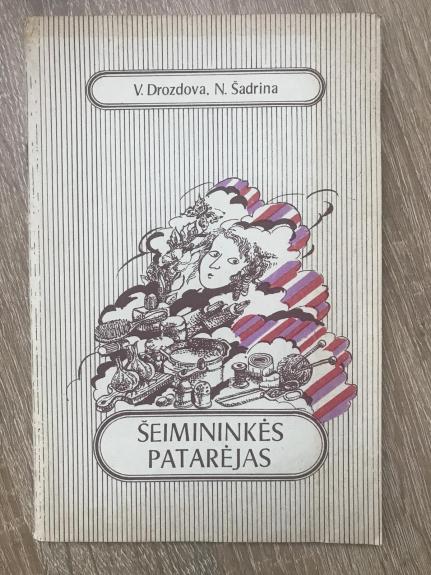 V. Drozdova, N. Šadrina
ŠEIMININKĖS
PATARĖJAS